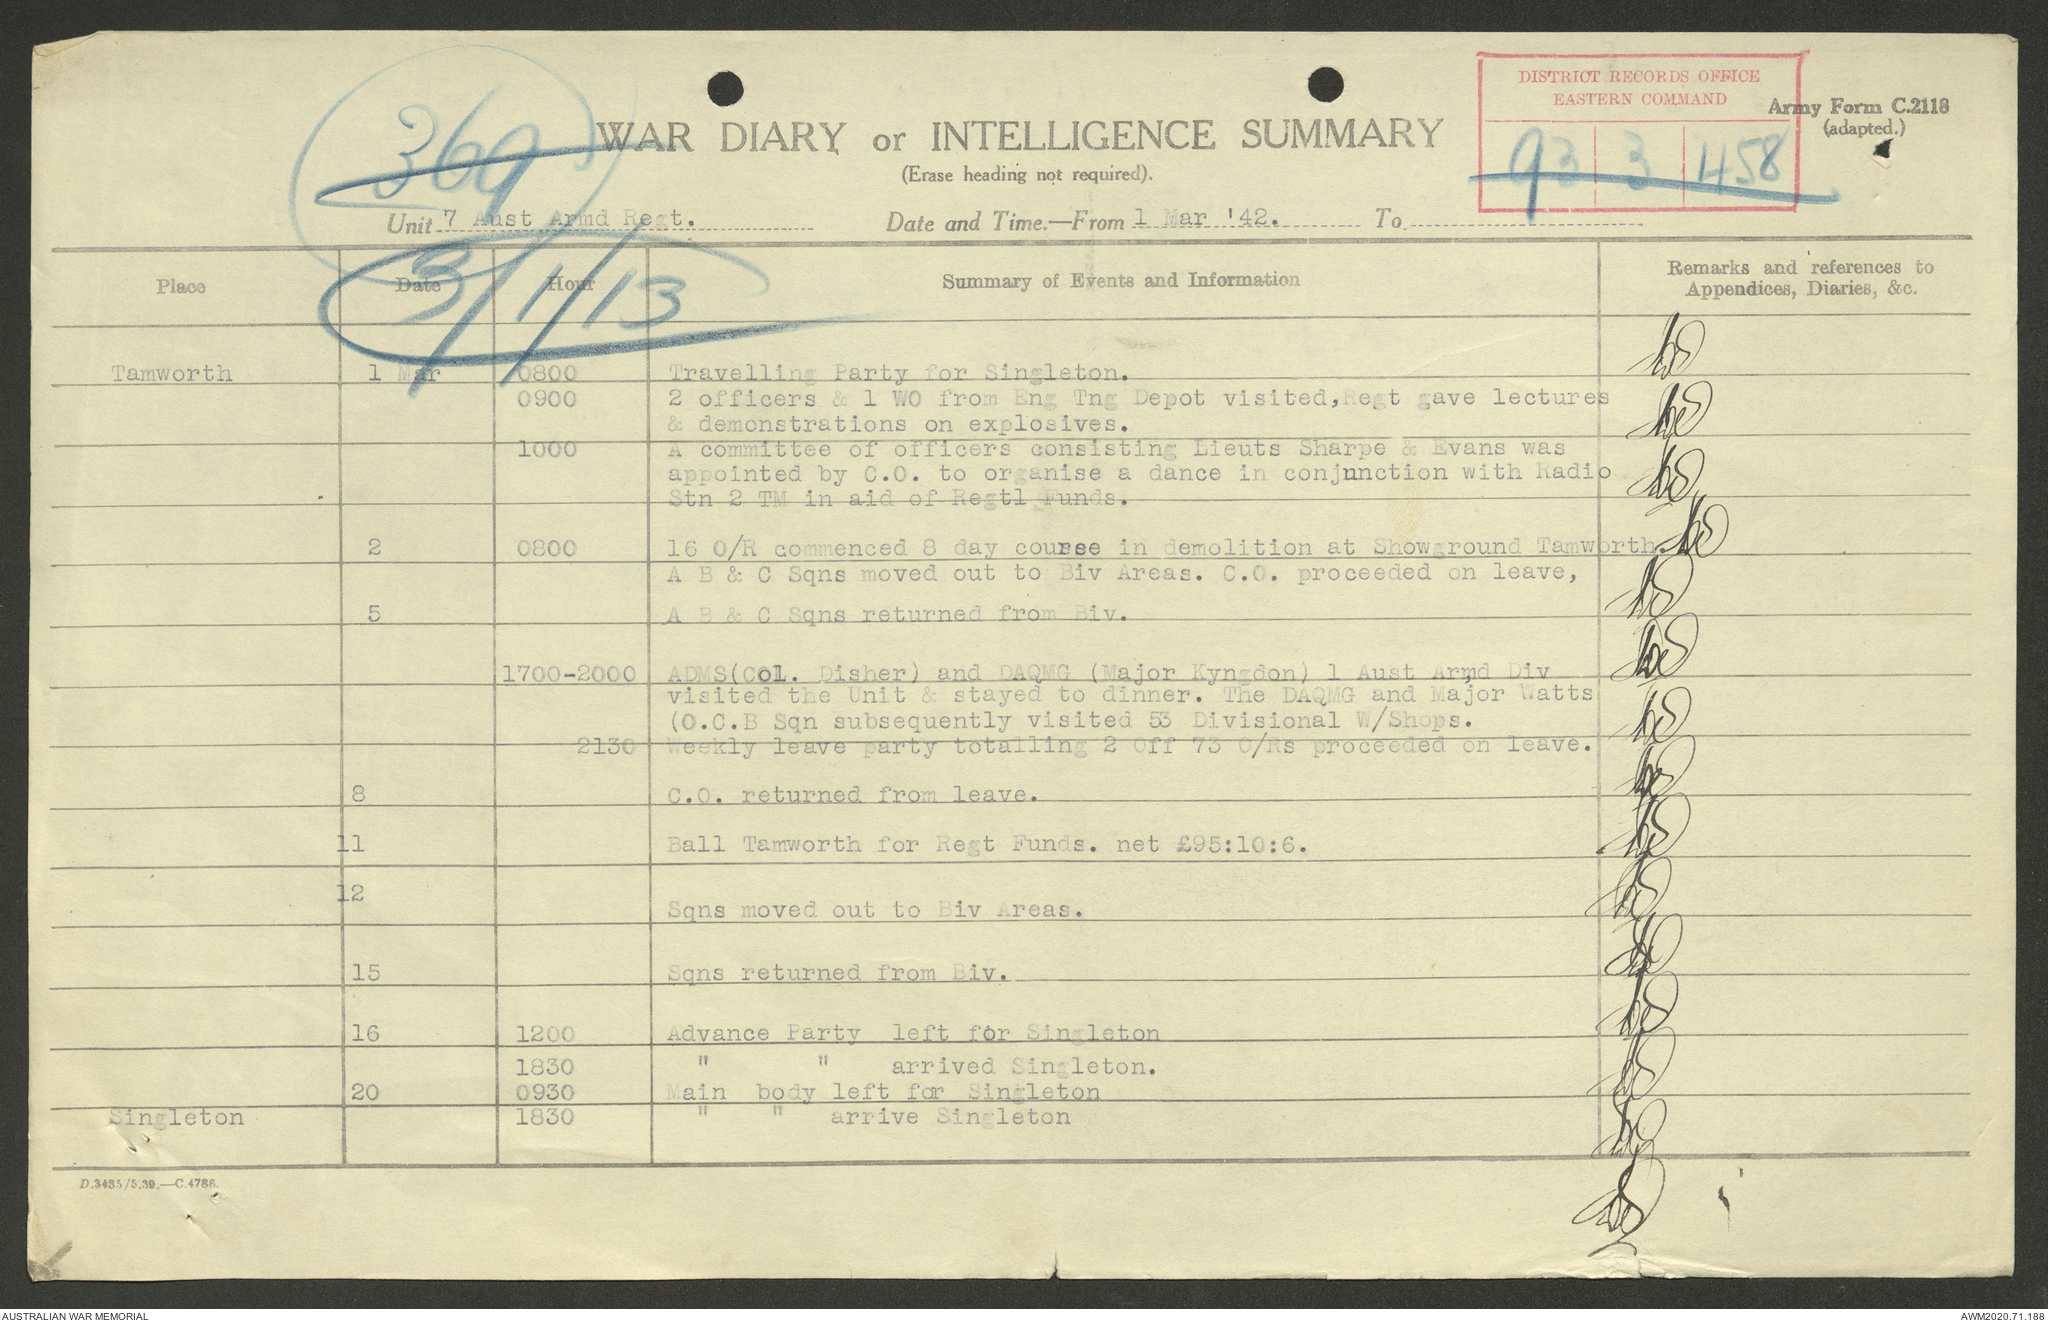 DISTRICT RECORDS OFFICE
EASTERN COMMAND
93 3 458
Army Form C.2118
(adapted.)
369
WAR DIARY or INTELLIGENCE SUMMARY
(Erase heading not required).
Unit 7 Aust Armd Regt. Date and Time.—From 1 Mar '42. To
3/1/13
Place Date Hour Summary of Events and Information Remarks and references to
Appendices, Diaries, &c.
Tamworth 1 Mar 0800 Travelling Party for Singleton.
0900 2 officers & 1 WO from Eng Tng Depot visited,Regt gave lectures
& demonstrations on explosives.
1000 A committee of officers consisting Lieuts Sharpe & Evans was
appointed by C.O. to organise a dance in conjunction with Radio
Stn 2 TM in aid of Regtl Funds.
2 0800 16 O/R commenced 8 day course in demolition at Showground Tamworth.
A B & C Sqns moved out to Biv Areas. C.O. proceeded on leave,
5 A B & C Sqns returned from Biv.
1700-2000 ADMS(Col. Disher) and DAQMG (Major Kyngdon) 1 Aust Armd Div
visited the Unit & stayed to dinner. The DAQMG and Major Watts
(O.C.B Sqn subsequently visited 53 Divisional W/Shops.
2130 Weekly leave party totalling 2 Off 73 O/Rs proceeded on leave.
8 C.O. returned from leave.
11 Ball Tamworth for Regt Funds. net £95:10:6.
12
Sqns moved out to Biv Areas.
15 Sqns returned from Biv.
16 1200 Advance Party left for Singleton
1830 " " arrived Singleton.
20 0930 Main body left for Singleton
Singleton 1830 " " arrive Singleton
D.3485/5.39.—C.4786.
AUSTRALIAN WAR MEMORIAL AWM2020.71.188